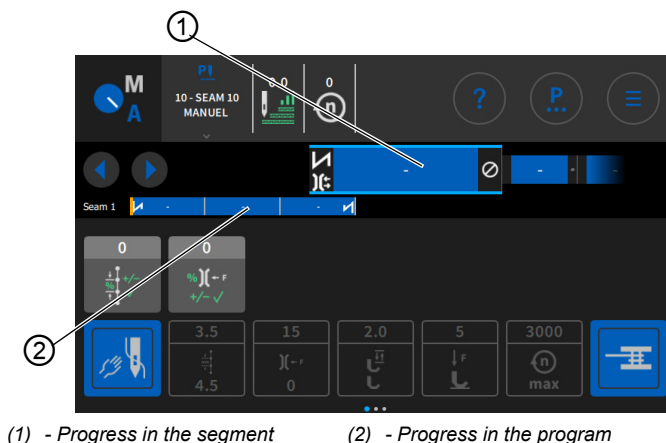 1
M
A
P!
10 - SEAM 10
MANUEL
0.0
0
n
?
P
-
-
-
Seam 1
-
-
-
0
0
+/-
%
% F
+/-
3.5
15
2.0
5
3000
F
F
n
4.5
0
max
2
(1) - Progress in the segment
(2) - Progress in the program